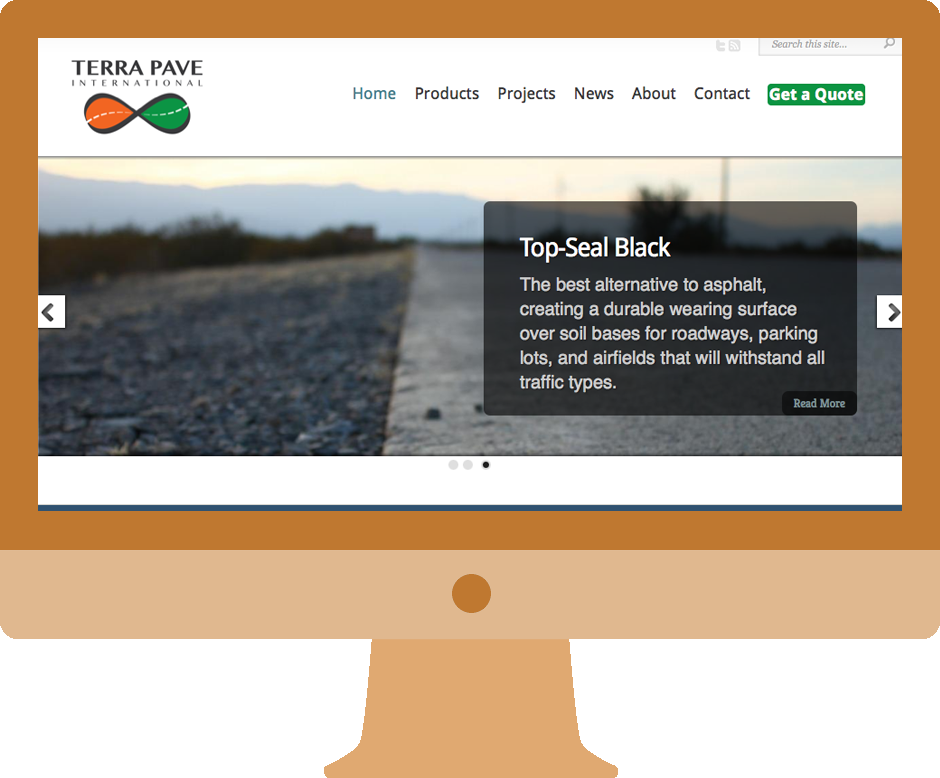 Search this site...
TERRA PAVE
INTERNATIONAL
Home Products Projects News About Contact Get a Quote
Top-Seal Black
The best alternative to asphalt,
creating a durable wearing surface
over soil bases for roadways, parking
lots, and airfields that will withstand all
traffic types.
Read More